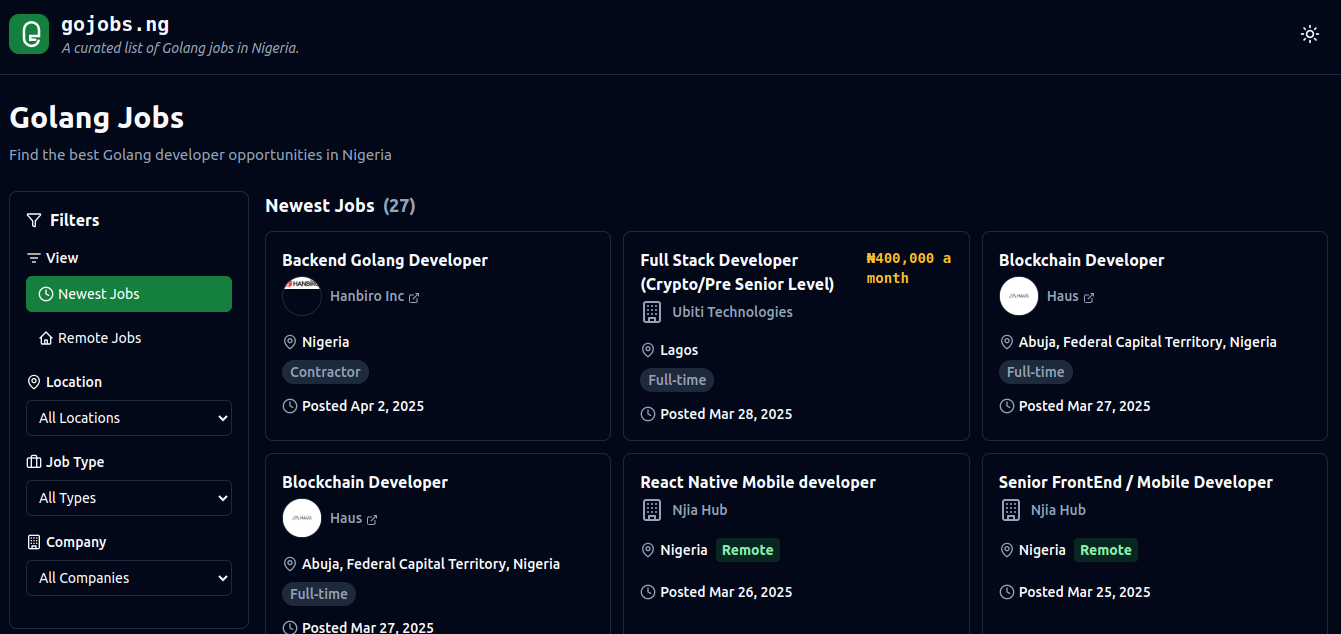 gojobs.ng
A curated list of Golang jobs in Nigeria.
Golang Jobs
Find the best Golang developer opportunities in Nigeria
Filters
View
Newest Jobs
Remote Jobs
Location
All Locations
Job Type
All Types
Company
All Companies
Newest Jobs (27)
Backend Golang Developer
HANBIRO
Hanbiro Inc
Nigeria
Contractor
Posted Apr 2, 2025
Full Stack Developer
(Crypto/Pre Senior Level)
₦400,000 a
month
Ubiti Technologies
Lagos
Full-time
Posted Mar 28, 2025
Blockchain Developer
HAUS
Haus
Abuja, Federal Capital Territory, Nigeria
Full-time
Posted Mar 27, 2025
Blockchain Developer
HAUS
Haus
Abuja, Federal Capital Territory, Nigeria
Full-time
Posted Mar 27, 2025
React Native Mobile developer
Njia Hub
Nigeria Remote
Posted Mar 26, 2025
Senior FrontEnd / Mobile Developer
Njia Hub
Nigeria Remote
Posted Mar 25, 2025